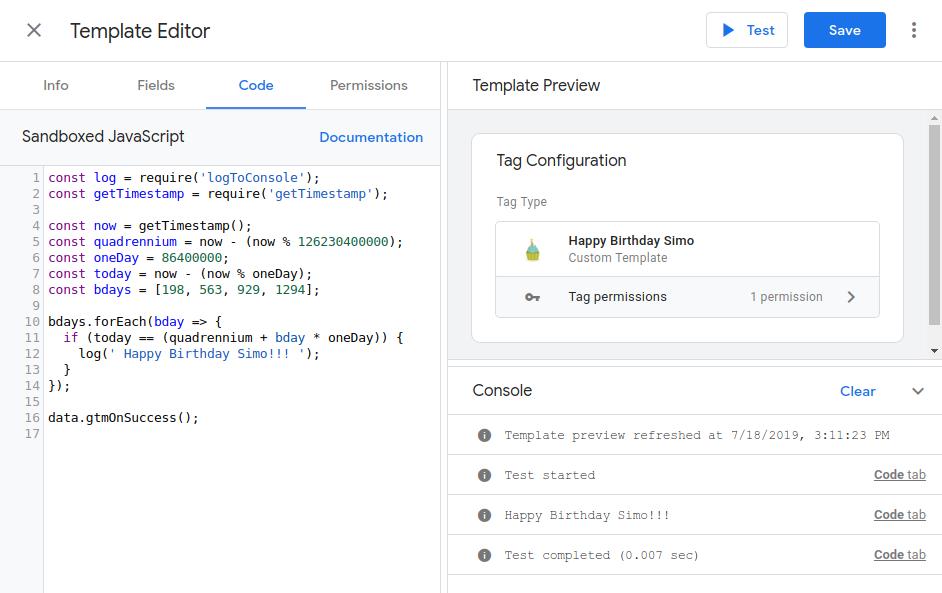 Template Editor
Test
Save
Info
Fields
Code
Permissions
Sandboxed JavaScript
Documentation
1 const log = require('logToConsole');
2 const getTimestamp = require('getTimestamp');
3
4 const now = getTimestamp();
5 const quadrennium = now - (now % 126230400000);
6 const oneDay = 86400000;
7 const today = now - (now % oneDay);
8 const bdays = [198, 563, 929, 1294];
9
10 bdays.forEach(bday => {
11   if (today == (quadrennium + bday * oneDay)) {
12     log(' Happy Birthday Simo!!! ');
13   }
14 });
15
16 data.gtmOnSuccess();
17
Template Preview
Tag Configuration
Tag Type
Happy Birthday Simo
Custom Template
Tag permissions
1 permission
Console
Clear
Template preview refreshed at 7/18/2019, 3:11:23 PM
Test started
Code tab
Happy Birthday Simo!!!
Code tab
Test completed (0.007 sec)
Code tab